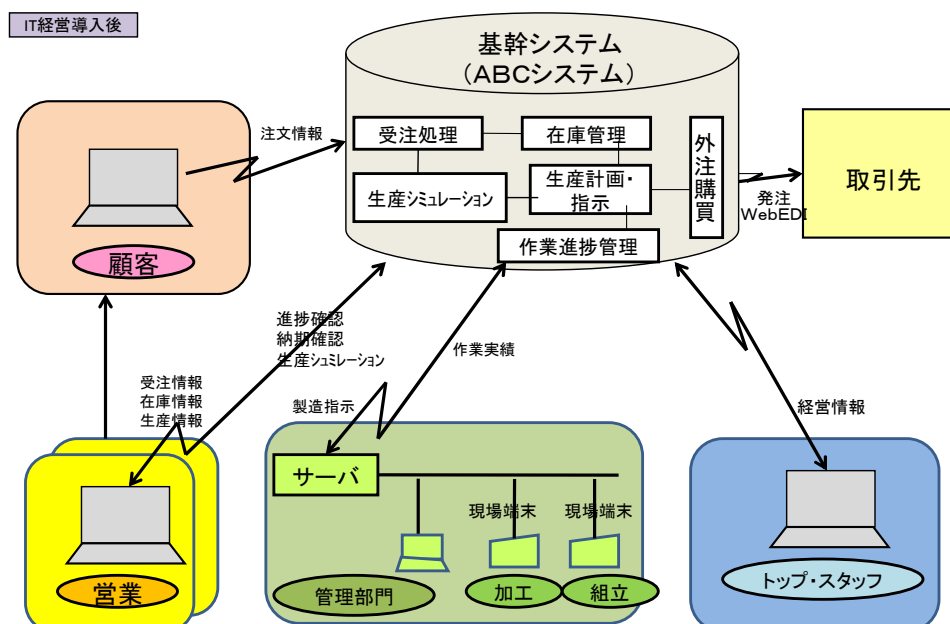 IT経営導入後
基幹システム
(ABCシステム)
注文情報
受注処理
在庫管理
外注購買
生産シミュレーション
生産計画・
指示
作業進捗管理
発注
WebEDI
取引先
顧客
進捗確認
納期確認
生産シュミレーション
作業実績
受注情報
在庫情報
生産情報
製造指示
経営情報
サーバ
現場端末
現場端末
営業
管理部門
加工
組立
トップ・スタッフ